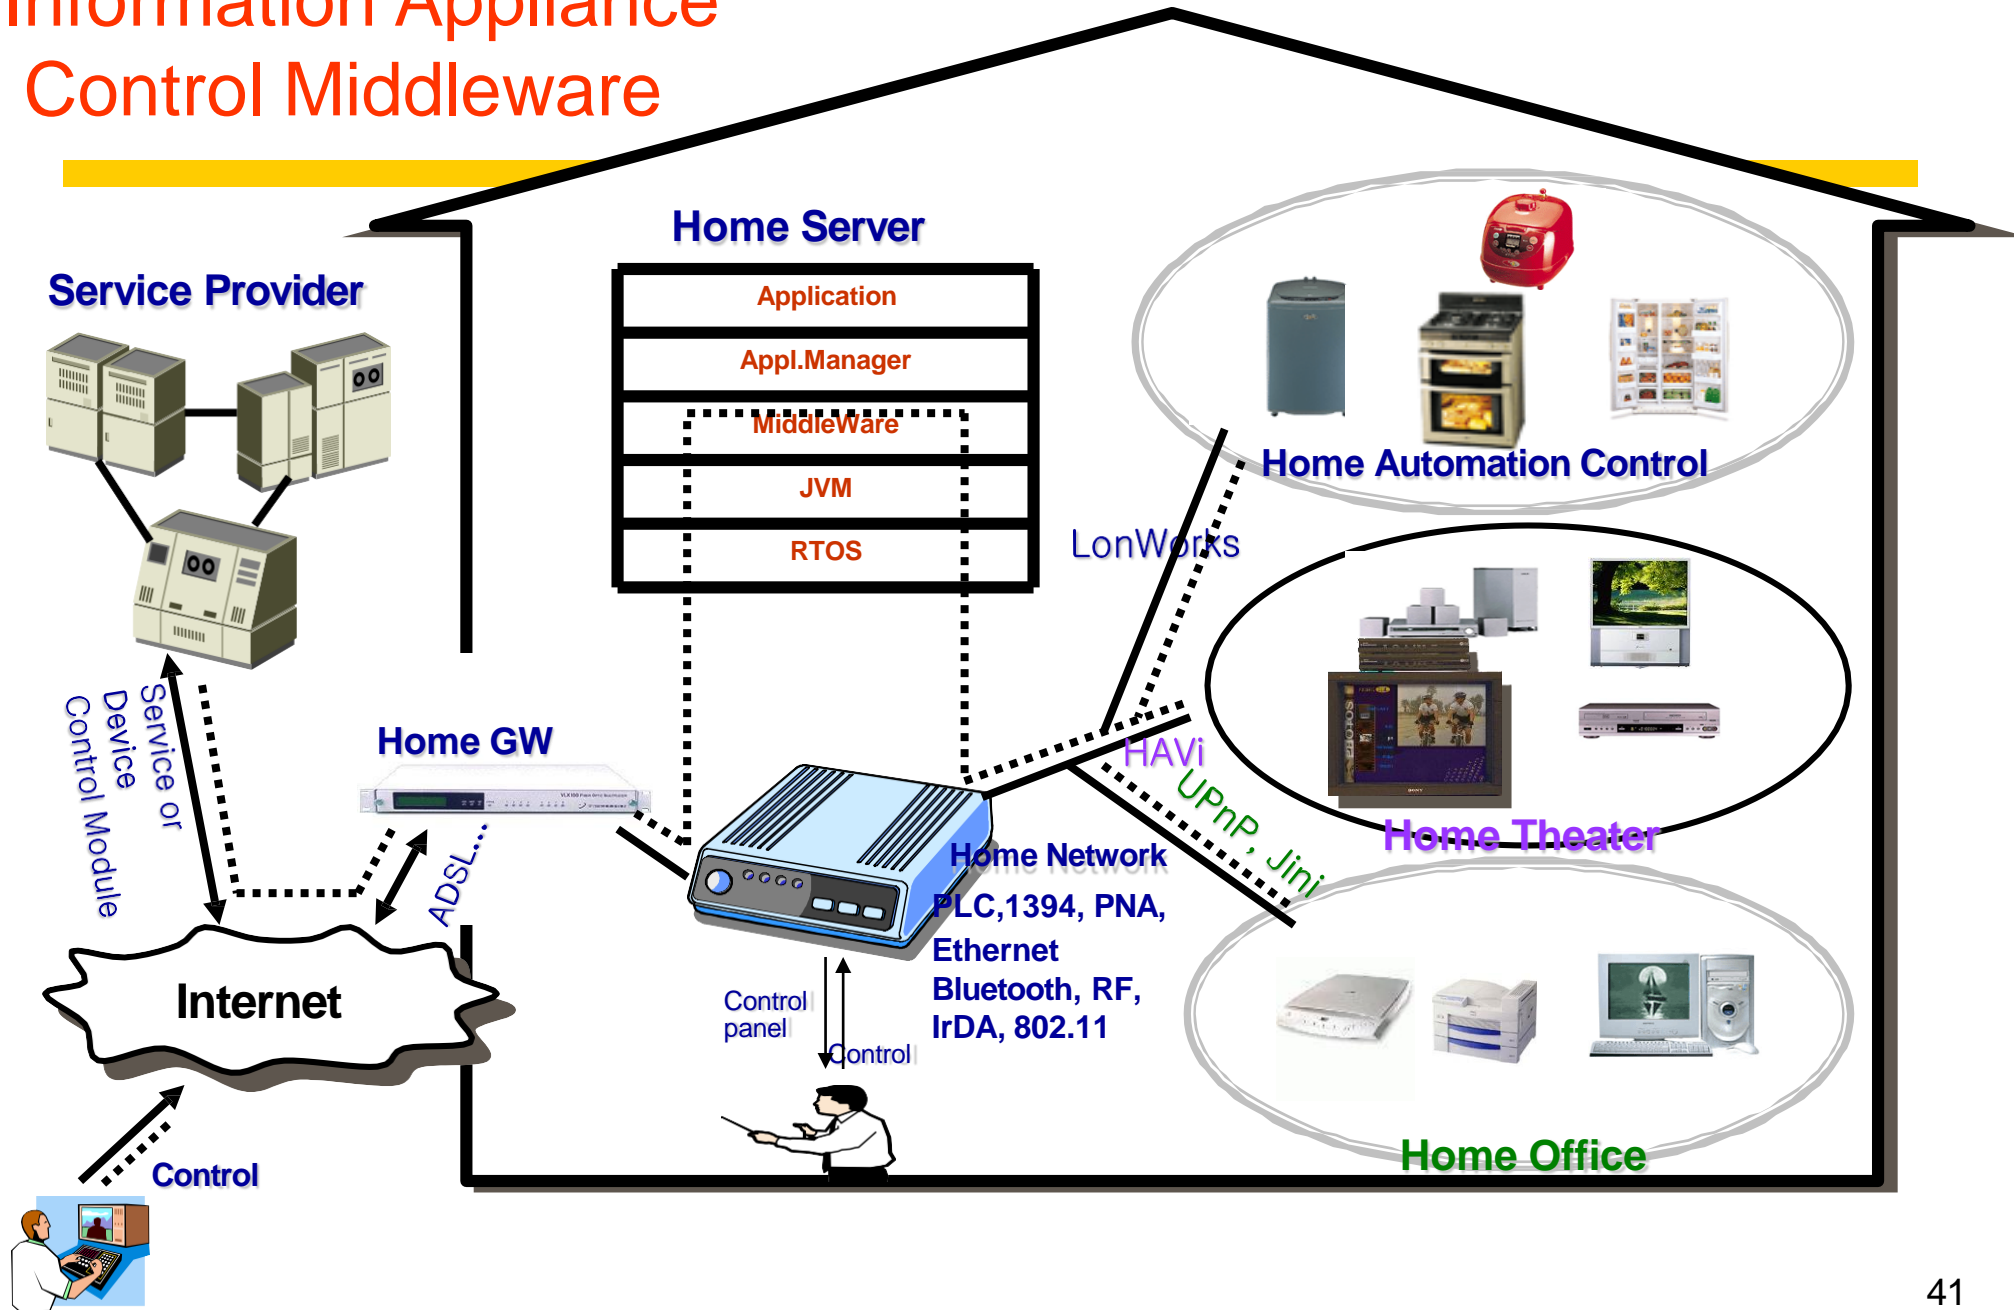 Information Appliance
Control Middleware
Home Server
Service Provider
Application
Appl.Manager
MiddleWare
JVM
RTOS
Home Automation Control
LonWorks
Service or
Device
Control Module
Home GW
ADSL...
HAVi
UPnP, Jini
Home Theater
Home Network
PLC,1394, PNA,
Ethernet
Bluetooth, RF,
IrDA, 802.11
Internet
Control
panel
Control
Home Office
Control
41